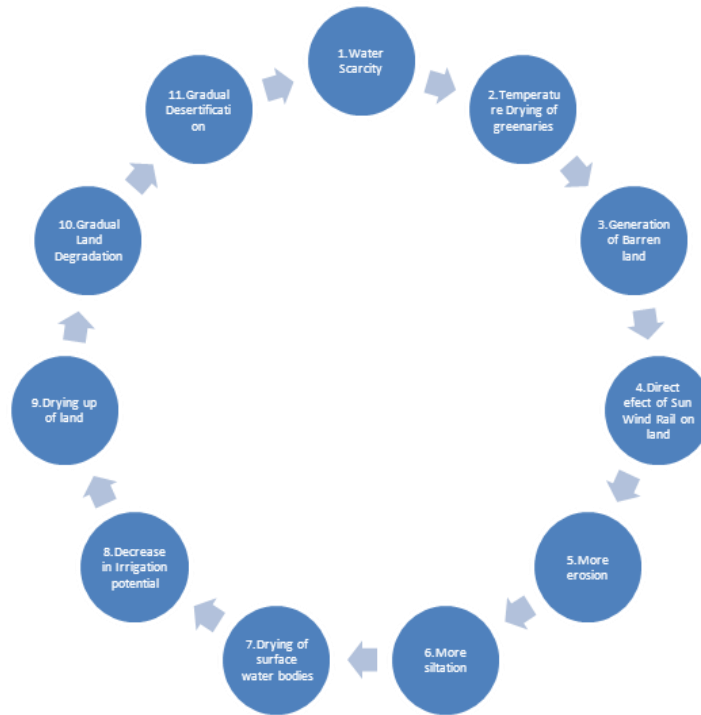 1.Water
Scarcity
2.Temperatu
re Drying of
greenaries
3.Generation
of Barren
land
4.Direct
efect of Sun
Wind Rail on
land
5.More
erosion
6.More
siltation
7.Drying of
surface
water bodies
8.Decrease
in Irrigation
potential
9.Drying up
of land
10.Gradual
Land
Degradation
11.Gradual
Desertificati
on